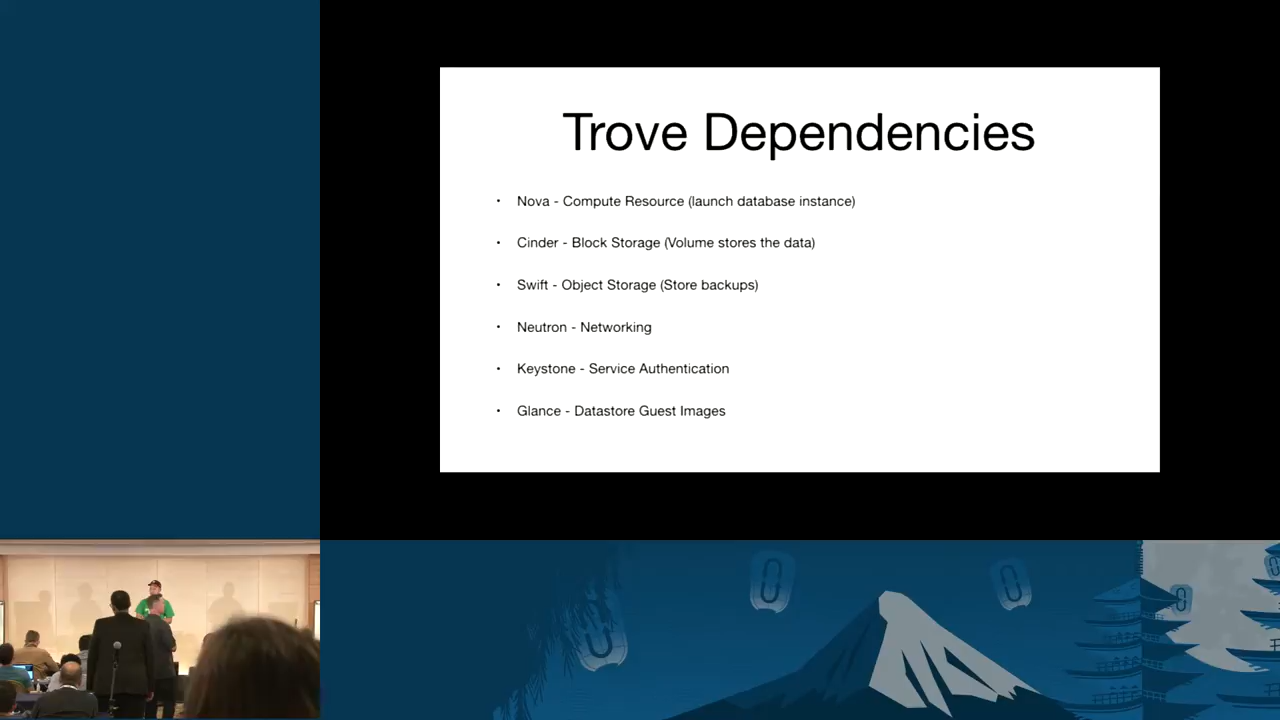 Trove Dependencies
• Nova - Compute Resource (launch database instance)
• Cinder - Block Storage (Volume stores the data)
• Swift - Object Storage (Store backups)
• Neutron - Networking
• Keystone - Service Authentication
• Glance - Datastore Guest Images